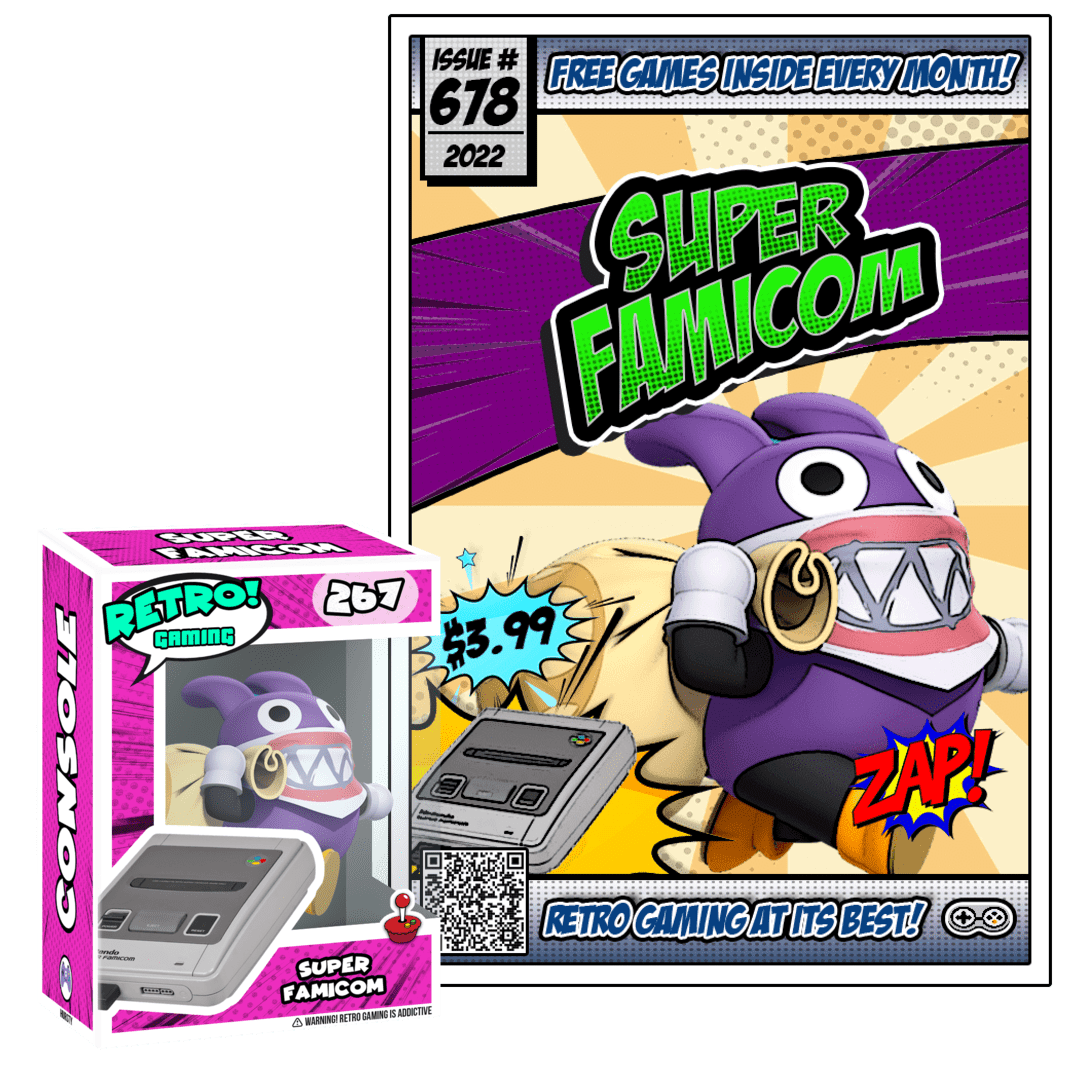 ISSUE #
678
2022
FREE GAMES INSIDE EVERY MONTH!
SUPER
FAMICOM
$3.99
ZAP!
RETRO GAMING AT ITS BEST!
SUPER
FAMICOM
RETRO!
GAMING
267
CONSOLE
SUPER
FAMICOM
⚠ WARNING! RETRO GAMING IS ADDICTIVE